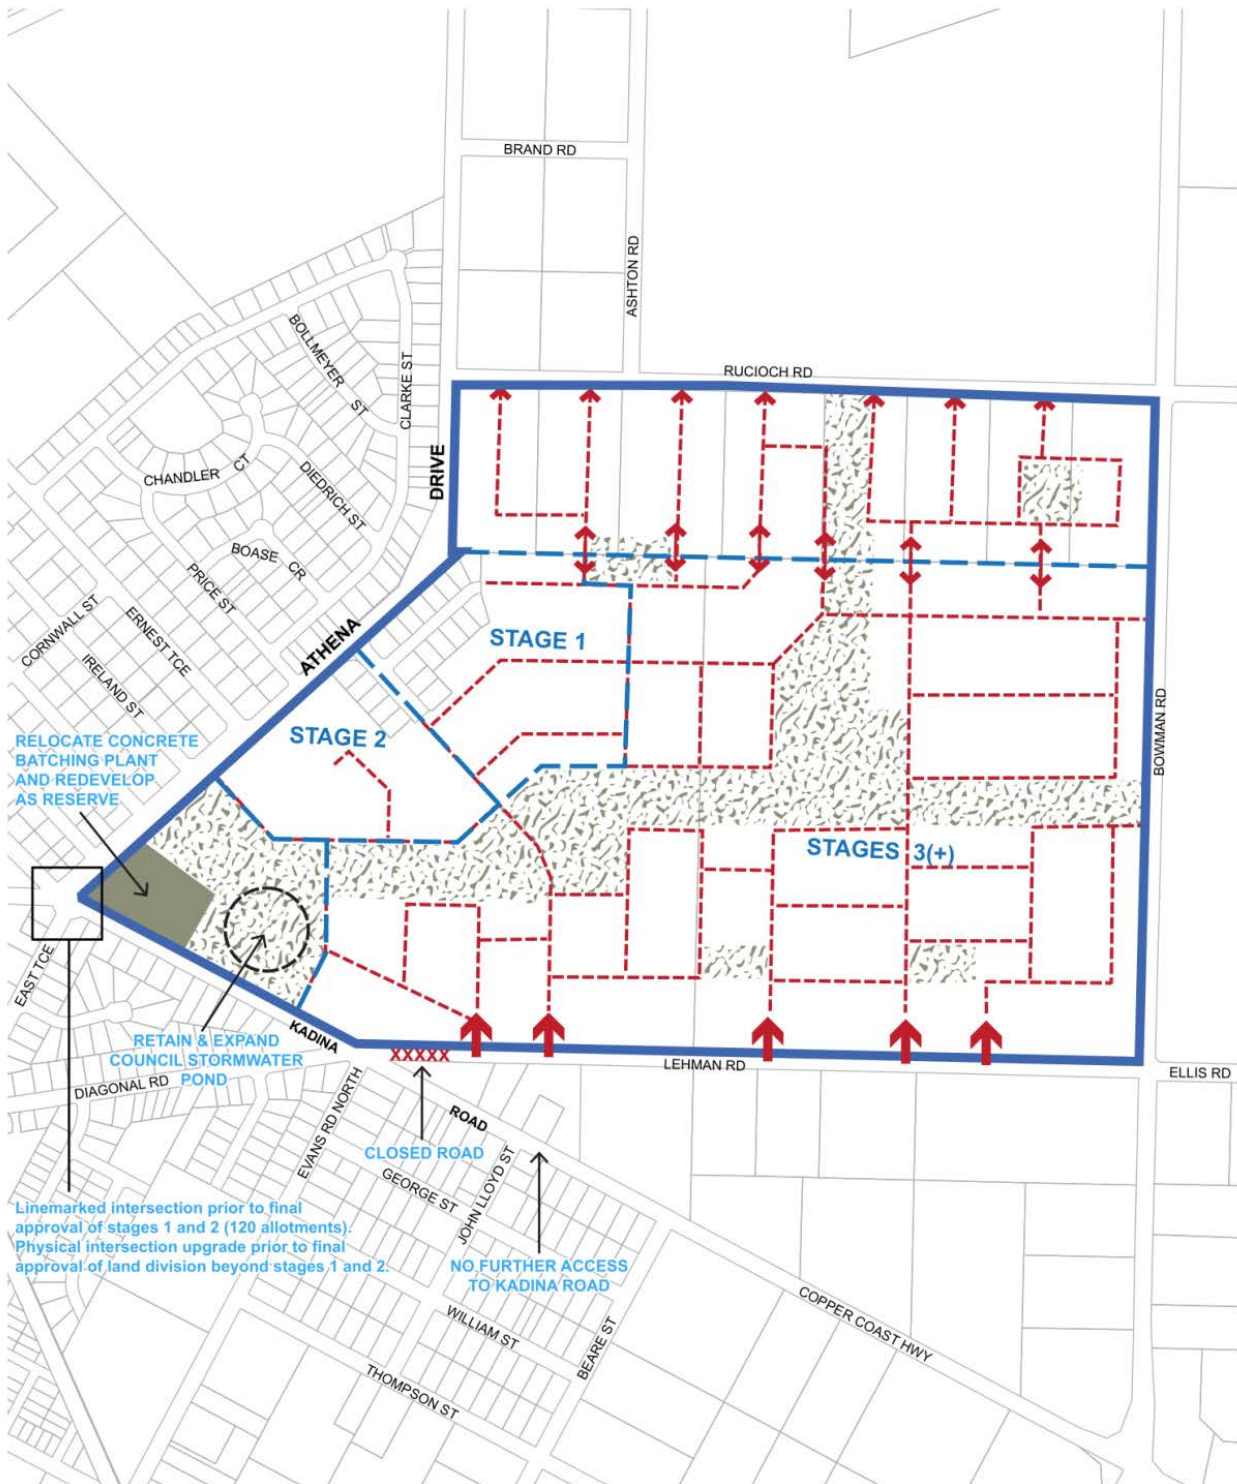 BRAND RD
ASHTON RD
BOLLMEYER ST
CLARKE ST
RUCIOCH RD
CHANDLER CT
DIEDRICH ST
DRIVE
BOASE CR
PRICE ST
CORNWALL ST
ERNEST TCE
IRELAND ST
ATHENA
STAGE 1
STAGE 2
BOWMAN RD
RELOCATE CONCRETE
BATCHING PLANT
AND REDEVELOP
AS RESERVE
STAGES 3(+)
EAST TCE
KADINA
RETAIN & EXPAND
COUNCIL STORMWATER
POND
XXXXX
LEHMAN RD
ELLIS RD
DIAGONAL RD
EVANS RD NORTH
ROAD
CLOSED ROAD
GEORGE ST
JOHN LLOYD ST
Linemarked intersection prior to final
approval of stages 1 and 2 (120 allotments).
Physical intersection upgrade prior to final
approval of land division beyond stages 1 and 2.
NO FURTHER ACCESS
TO KADINA ROAD
COPPER COAST HWY
WILLIAM ST
BEARE ST
THOMPSON ST